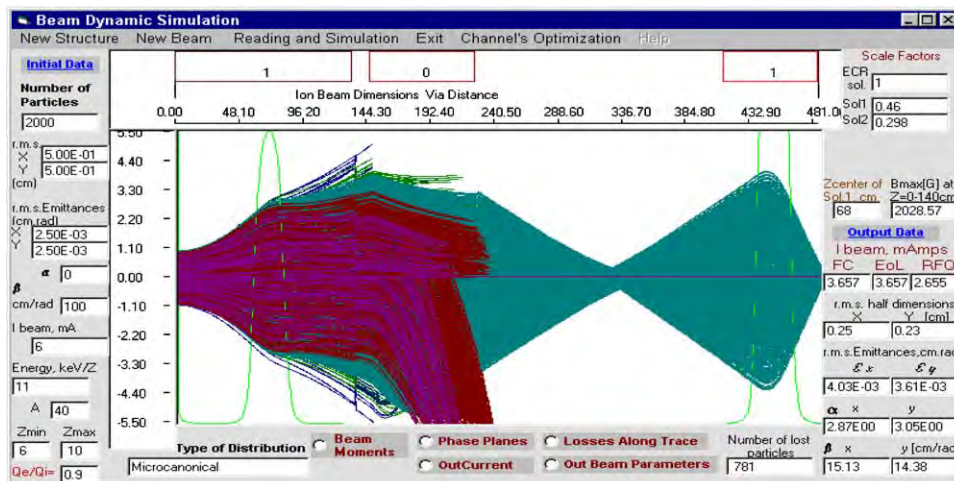 Beam Dynamic Simulation
New Structure New Beam Reading and Simulation Exit Channel's Optimization Help
Initial Data
Number of
Particles
2000
r.m.s.
X 5.00E-01
Y 5.00E-01
(cm)
r.m.s.Emittances
(cm,rad)
X 2.50E-03
Y 2.50E-03
α 0
β
cm/rad 100
I beam, mA
6
Energy, keV/Z
11
A 40
Zmin Zmax
6 10
Qe/Qi= 0.9
1 0 1
Ion Beam Dimensions Via Distance
0.00 48.10 96.20 144.30 192.40 240.50 288.60 336.70 384.80 432.90 481.0
5.50
4.40
3.30
2.20
1.10
0.00
-1.10
-2.20
-3.30
-4.40
-5.50
Type of Distribution
Microcanonical
Beam
Moments
Phase Planes
Losses Along Trace
OutCurrent
Out Beam Parameters
Number of lost
particles
781
Scale Factors
ECR
sol. 1
Sol1 0.46
Sol2 0.298
Zcenter of Bmax[G] at
Sol.1, cm Z=0-140cm
68 2028.57
Output Data
I beam, mAmps
FC EoL RFQ
3.657 3.657 2.655
r.m.s. half dimensions
X Y [cm]
0.25 0.23
r.m.s.Emittances,cm.rad
ε x ε y
4.03E-03 3.61E-03
α x y
2.87E00 3.05E00
β x y [cm/rad]
15.13 14.38